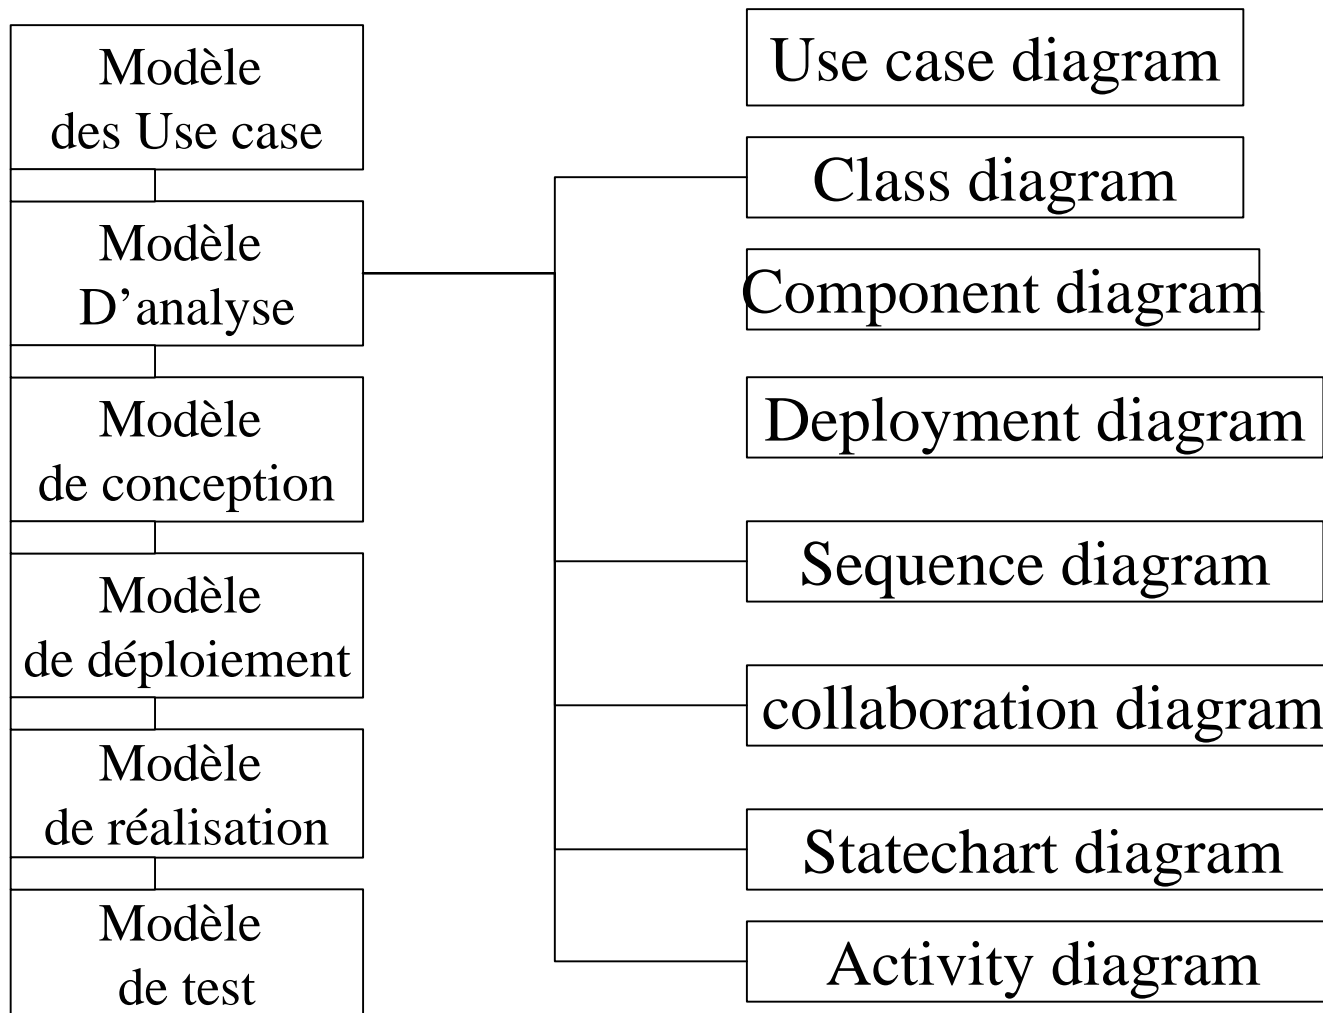 Modèle
des Use case
Modèle
D’analyse
Modèle
de conception
Modèle
de déploiement
Modèle
de réalisation
Modèle
de test
Use case diagram
Class diagram
Component diagram
Deployment diagram
Sequence diagram
collaboration diagram
Statechart diagram
Activity diagram